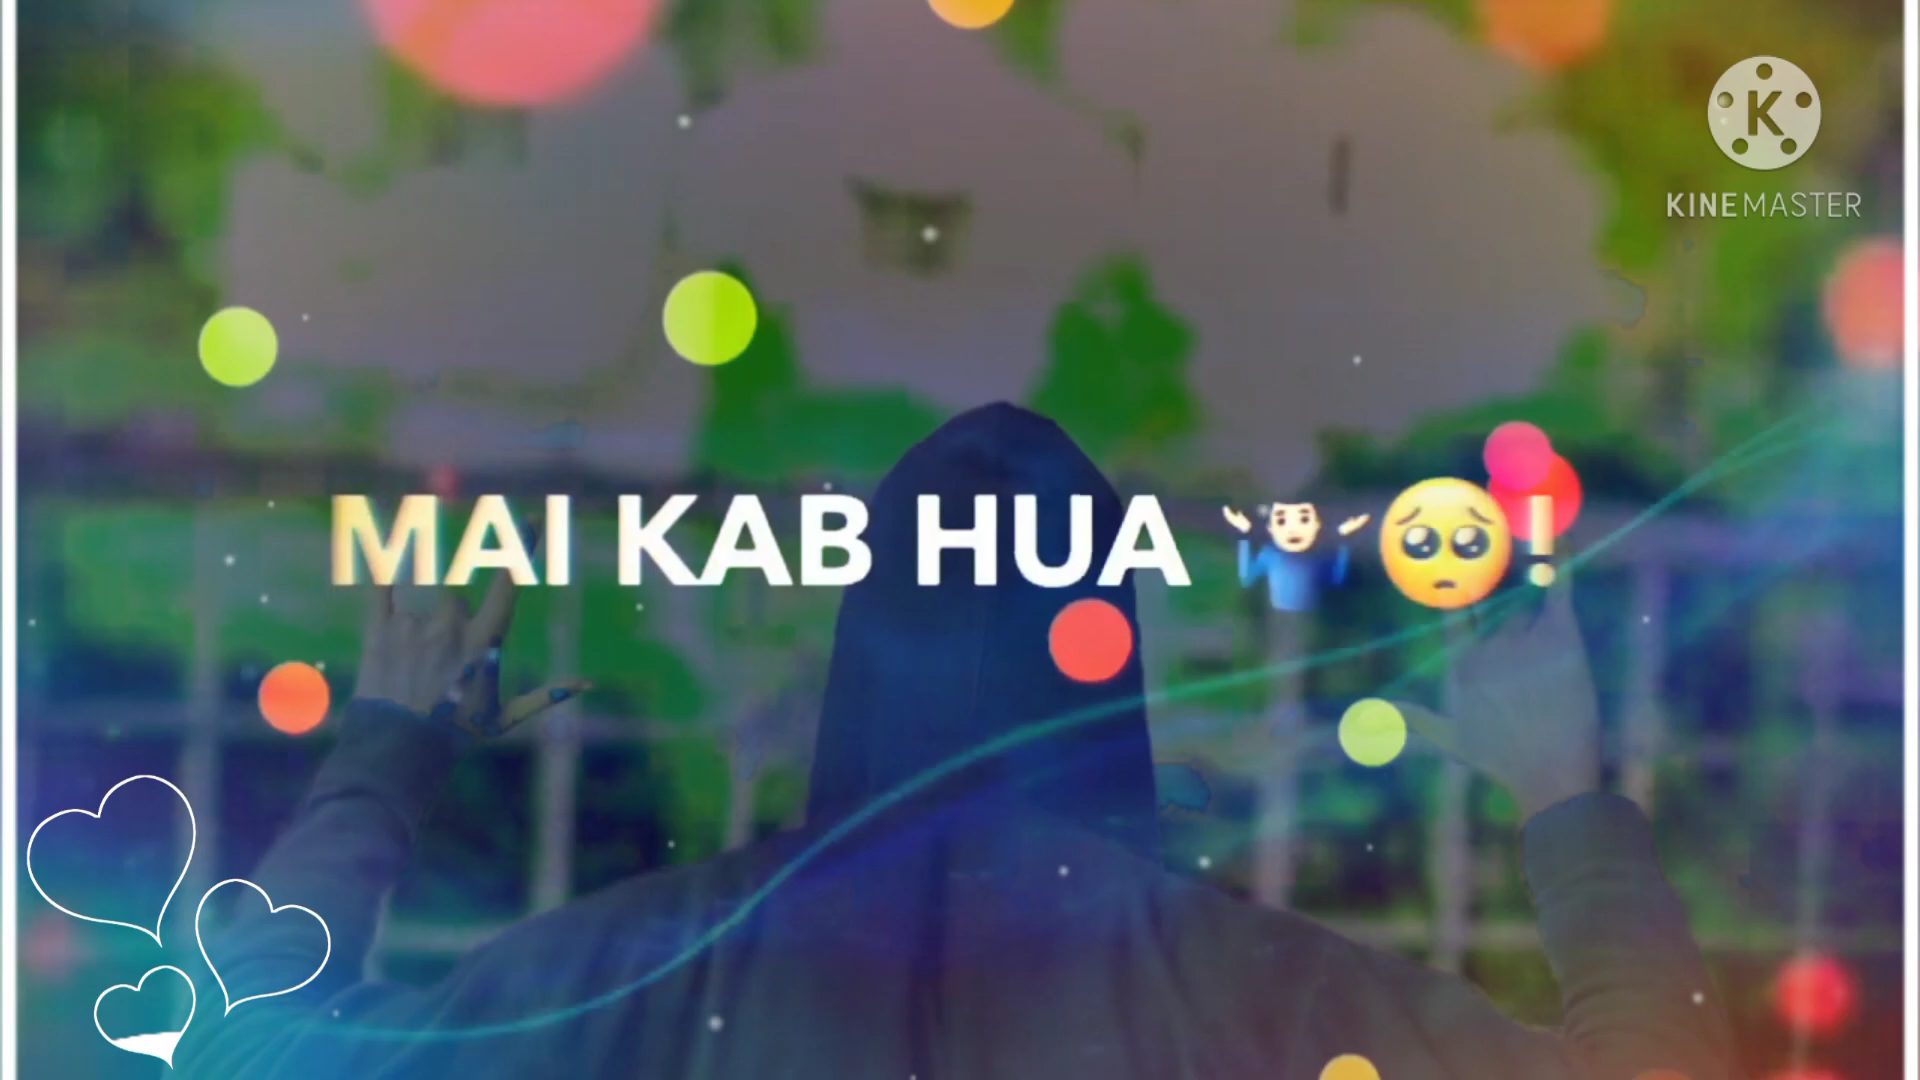 K
KINEMASTER
MAI KAB HUA 🤷🏻‍♂️🥺!